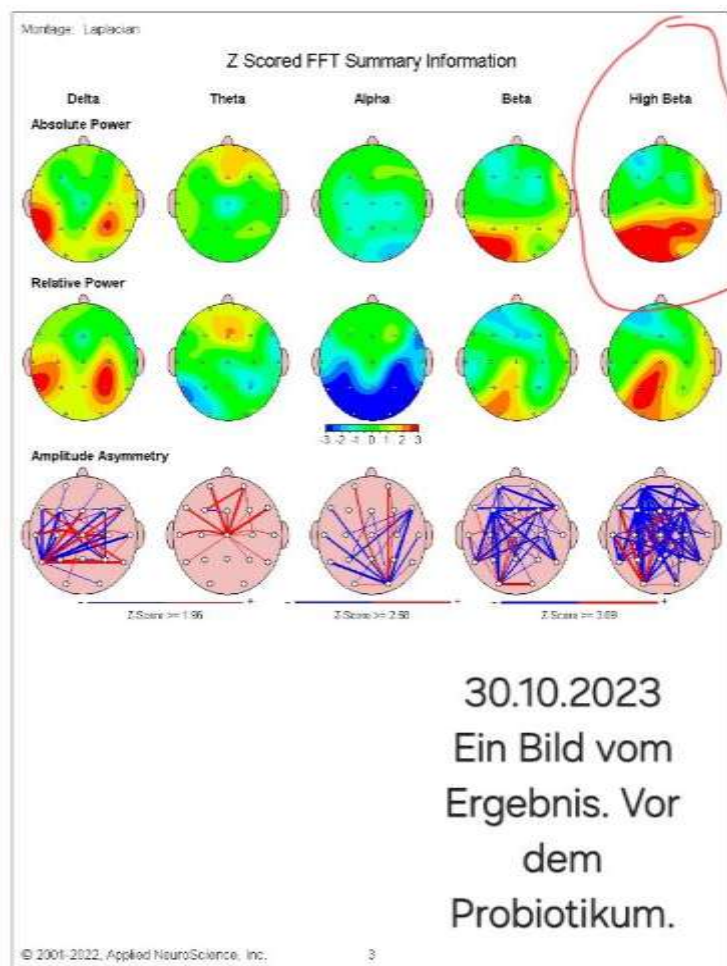 Montage: Laplacian
Z Scored FFT Summary Information
Delta Theta Alpha Beta High Beta
Absolute Power
Relative Power
-3 -2 -1 0 1 2 3
Amplitude Asymmetry
- + - + - +
Z-Score >= 1.96 Z-Score >= 2.58 Z-Score >= 3.09
30.10.2023
Ein Bild vom
Ergebnis. Vor
dem
Probiotikum.
© 2001-2022, Applied NeuroScience, Inc. 3